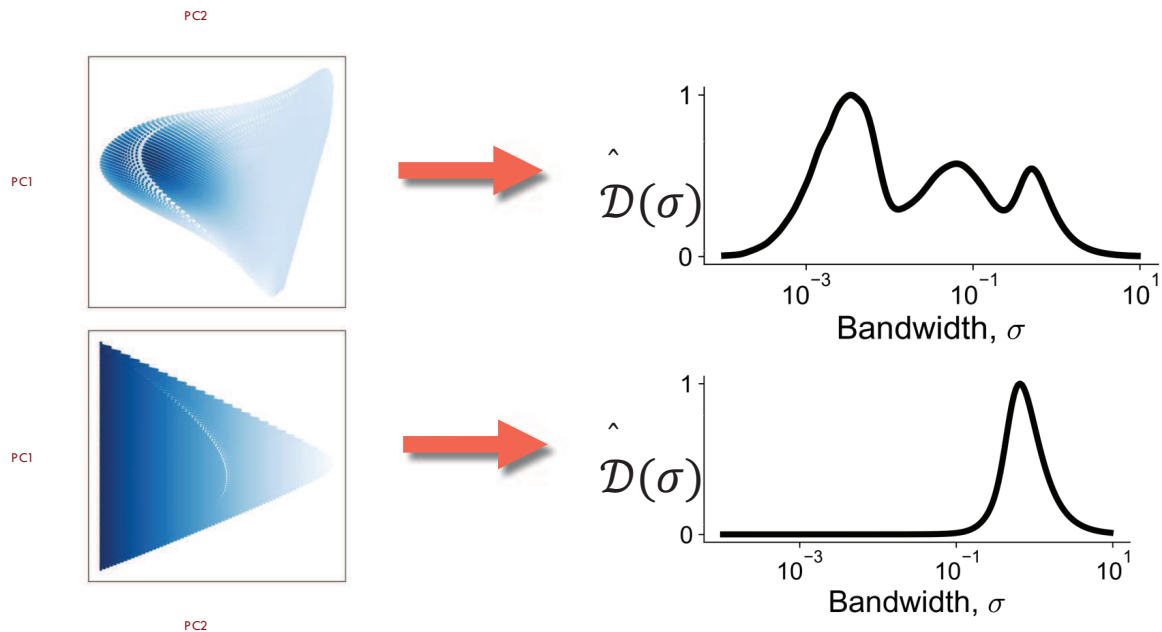 PC2
PC1
1
^
𝒟(σ)
0
10⁻³
10⁻¹
10¹
Bandwidth, σ
1
PC1
^
𝒟(σ)
0
10⁻³
10⁻¹
10¹
Bandwidth, σ
PC2